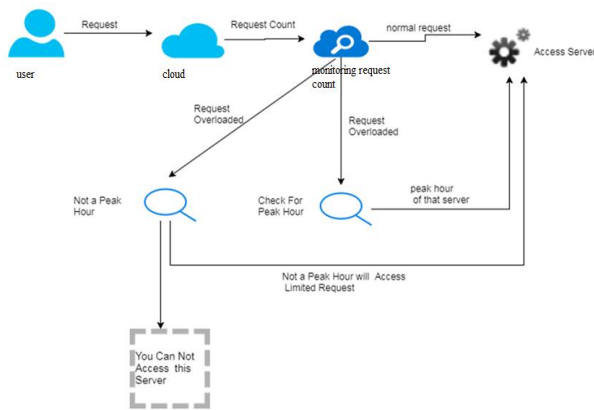 Request
Request Count
normal request
user
cloud
monitoring request
count
Access Server
Request
Overloaded
Request
Overloaded
Not a Peak
Hour
Check For
Peak Hour
peak hour
of that server
Not a Peak Hour will Access
Limited Request
You Can Not
Access this
Server